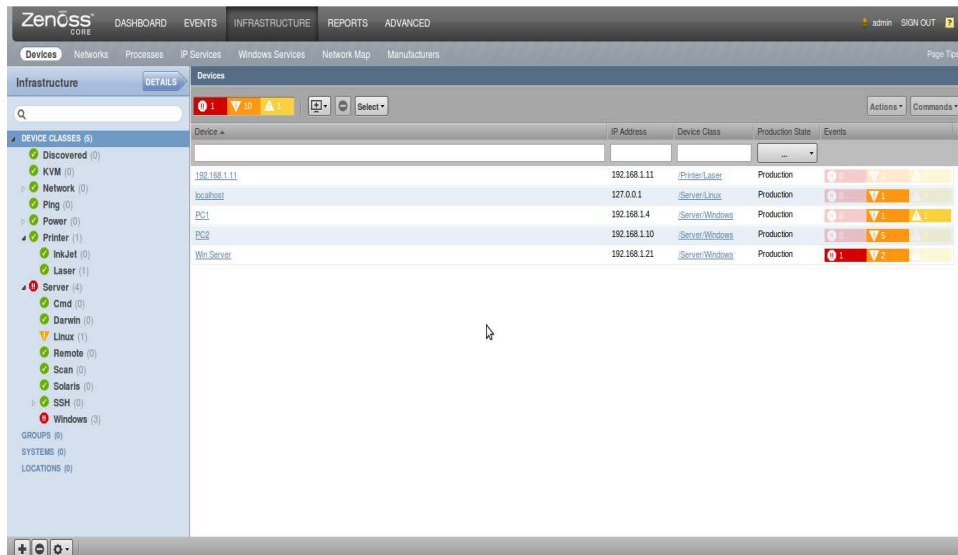 Zenoss CORE DASHBOARD EVENTS INFRASTRUCTURE REPORTS ADVANCED admin SIGN OUT ?
Devices Networks Processes IP Services Windows Services Network Map Manufacturers Page Tips
Infrastructure DETAILS
DEVICE CLASSES (5)
Discovered (0)
KVM (0)
Network (0)
Ping (0)
Power (0)
Printer (1)
InkJet (0)
Laser (1)
Server (4)
Cmd (0)
Darwin (0)
Linux (1)
Remote (0)
Scan (0)
Solaris (0)
SSH (0)
Windows (3)
GROUPS (0)
SYSTEMS (0)
LOCATIONS (0)
Devices
1 10 1 Select Actions Commands
Device IP Address Device Class Production State Events
...
192.168.1.11 192.168.1.11 /Printer/Laser Production 0
localhost 127.0.0.1 /Server/Linux Production 0 1
PC1 192.168.1.4 /Server/Windows Production 0 1 1
PC2 192.168.1.10 /Server/Windows Production 0 5
Win Server 192.168.1.21 /Server/Windows Production 1 2